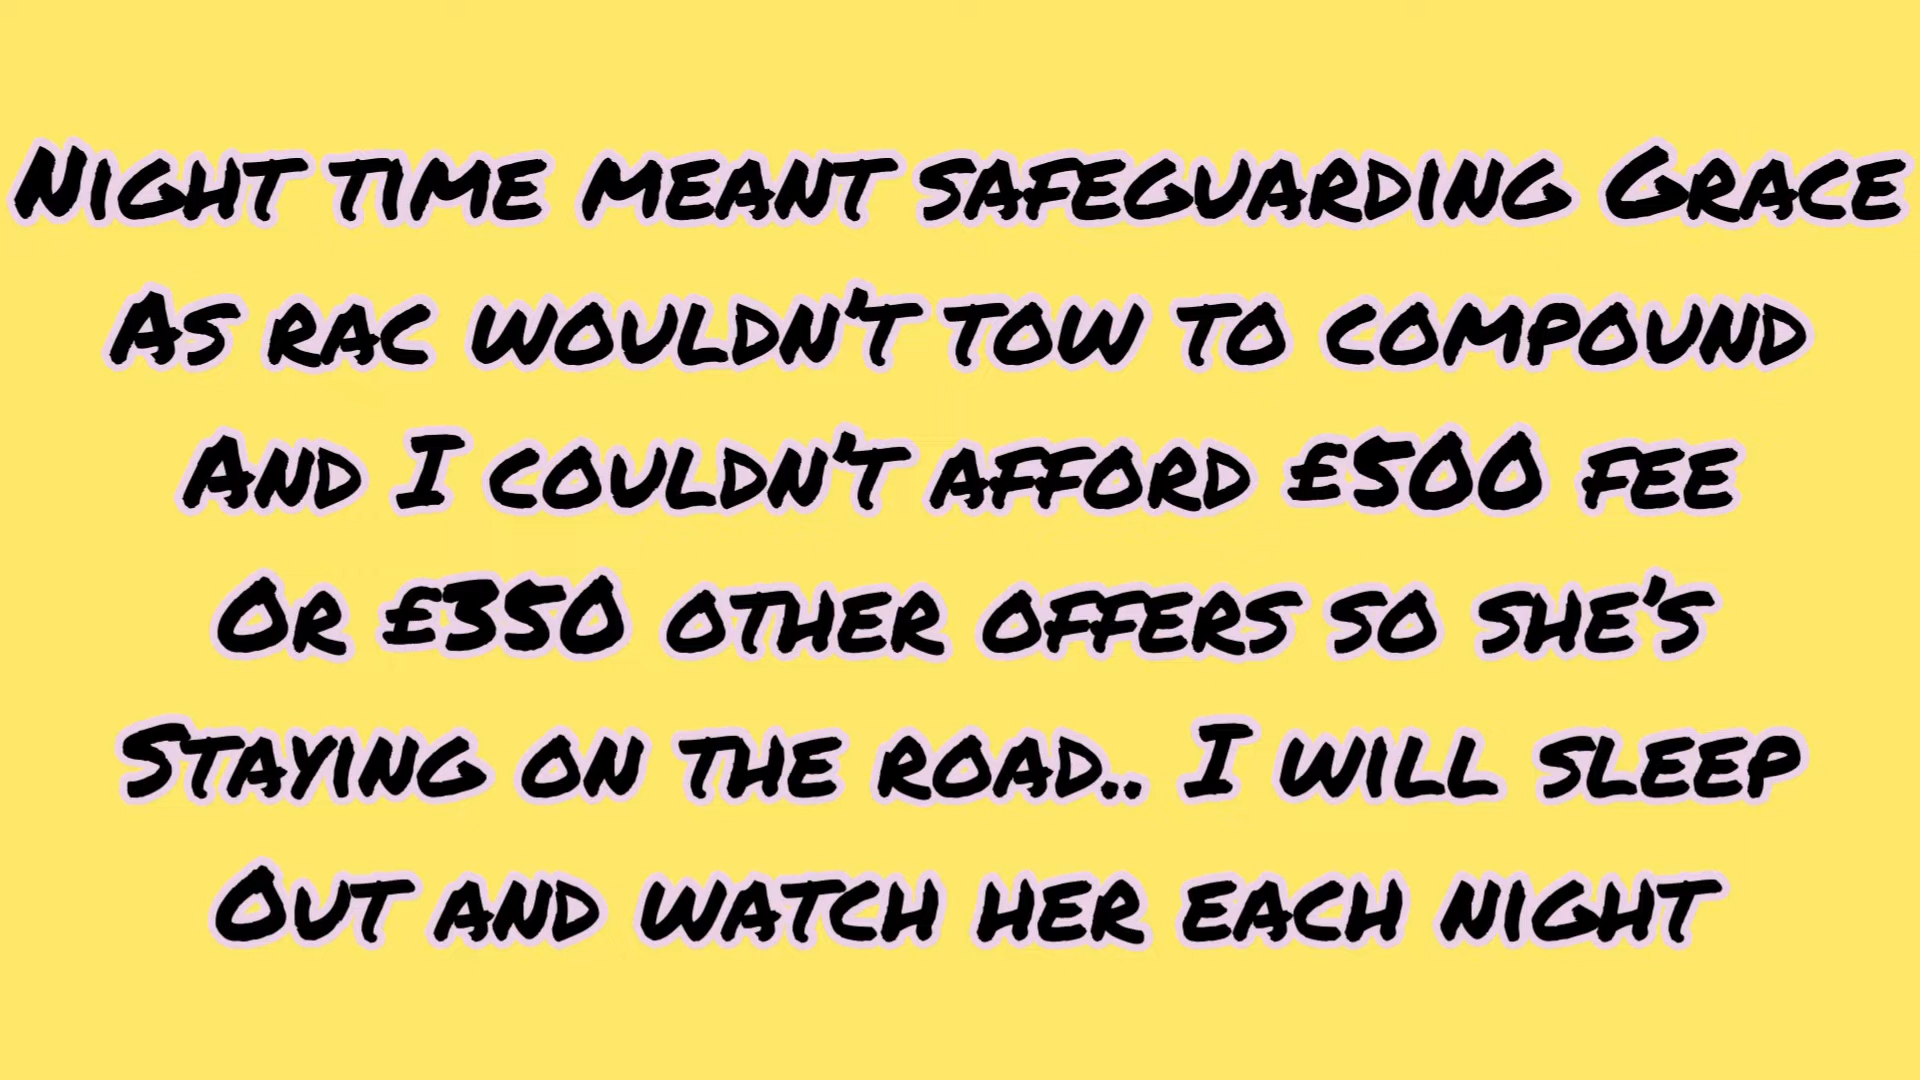 Night time meant safeguarding Grace
As rac wouldn't tow to compound
And I couldn't afford £500 fee
Or £350 other offers so she's
Staying on the road.. I will sleep
Out and watch her each night